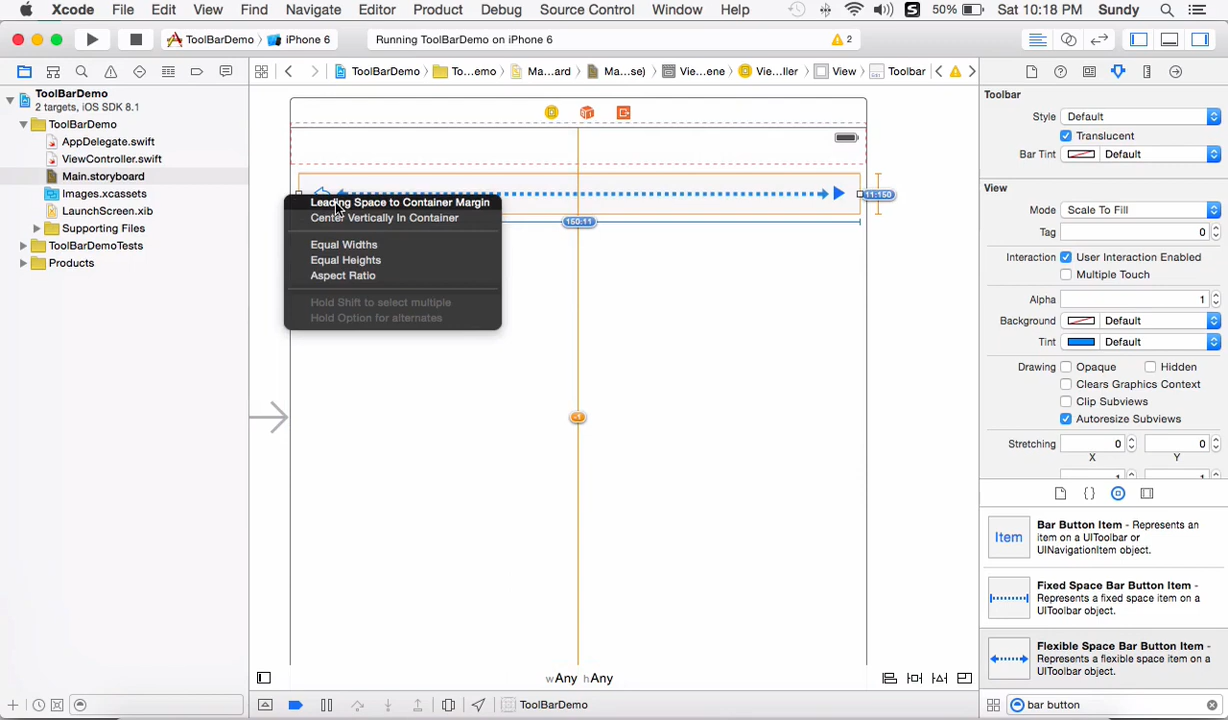 Xcode File Edit View Find Navigate Editor Product Debug Source Control Window Help 50% Sat 10:18 PM Sundy
ToolBarDemo iPhone 6 Running ToolBarDemo on iPhone 6 2
ToolBarDemo To...emo Ma...ard Ma...se) Vie...ene Vie...ller View Toolbar
ToolBarDemo
2 targets, iOS SDK 8.1
ToolBarDemo
AppDelegate.swift
ViewController.swift
Main.storyboard
Images.xcassets
LaunchScreen.xib
Supporting Files
ToolBarDemoTests
Products
11:150
150:11
Leading Space to Container Margin
Center Vertically In Container
Equal Widths
Equal Heights
Aspect Ratio
Hold Shift to select multiple
Hold Option for alternates
wAny hAny
ToolBarDemo
Toolbar
Style Default
Translucent
Bar Tint Default
View
Mode Scale To Fill
Tag 0
Interaction User Interaction Enabled
Multiple Touch
Alpha 1
Background Default
Tint Default
Drawing Opaque Hidden
Clears Graphics Context
Clip Subviews
Autoresize Subviews
Stretching 0 0
X Y
Item
Bar Button Item - Represents an
item on a UIToolbar or
UINavigationItem object.
Fixed Space Bar Button Item -
Represents a fixed space item on a
UIToolbar object.
Flexible Space Bar Button Item -
Represents a flexible space item on a
UIToolbar object.
bar button